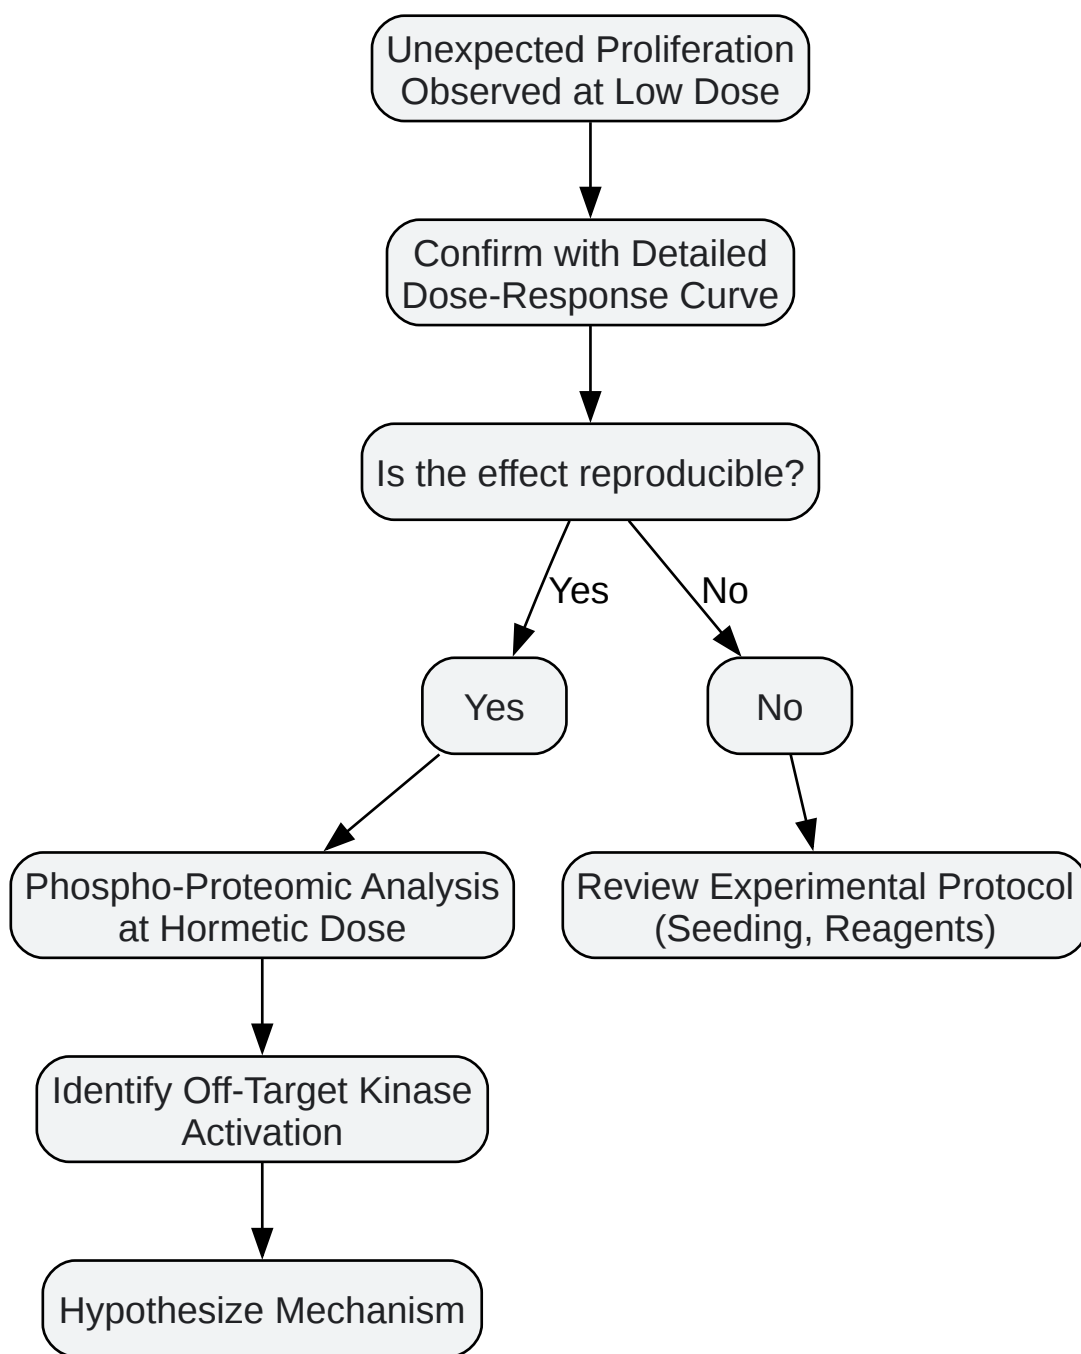 Unexpected Proliferation
Observed at Low Dose
Confirm with Detailed
Dose-Response Curve
Is the effect reproducible?
Yes
No
Yes
No
Phospho-Proteomic Analysis
at Hormetic Dose
Review Experimental Protocol
(Seeding, Reagents)
Identify Off-Target Kinase
Activation
Hypothesize Mechanism